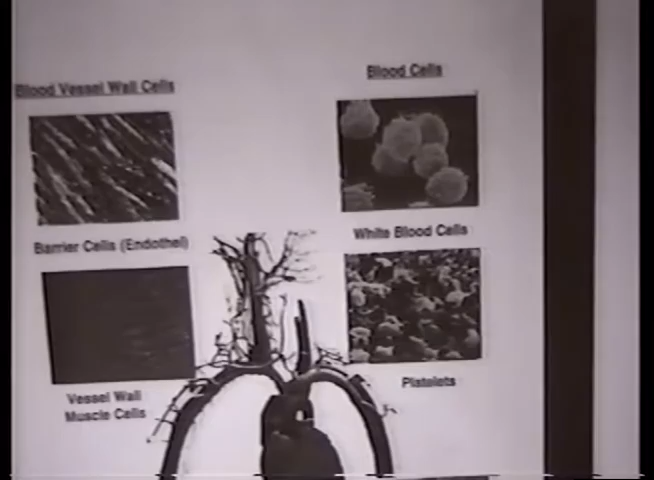 Blood Vessel Wall Cells
Barrier Cells (Endothel)
Vessel Wall
Muscle Cells
Blood Cells
White Blood Cells
Platelets